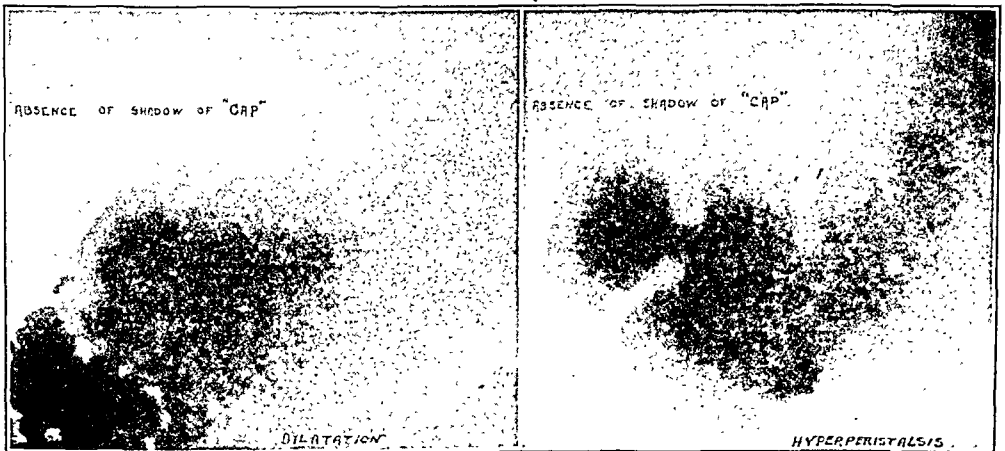 ABSENCE OF SHADOW OF "CAP"
DILATATION
ABSENCE OF SHADOW OF "CAP".
HYPERPERISTALSIS.